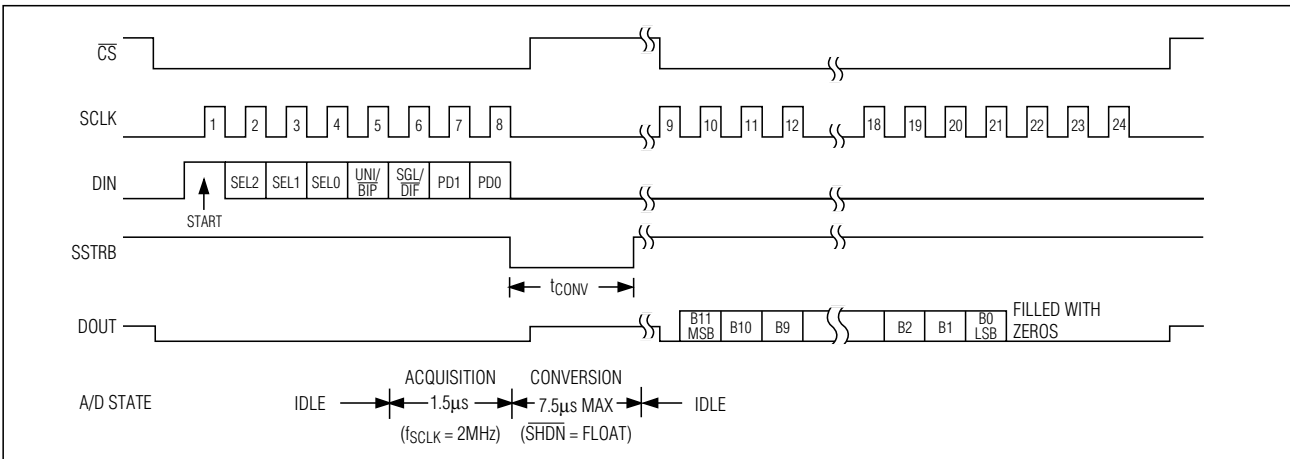 CS
SCLK
1 2 3 4 5 6 7 8 9 10 11 12 18 19 20 21 22 23 24
DIN
SEL2 SEL1 SEL0 UNI/ BIP SGL/ DIF PD1 PD0
START
SSTRB
tCONV
DOUT
B11 MSB B10 B9 B2 B1 B0 LSB FILLED WITH ZEROS
A/D STATE
IDLE
ACQUISITION
1.5µs
(fSCLK = 2MHz)
CONVERSION
7.5µs MAX
(SHDN = FLOAT)
IDLE